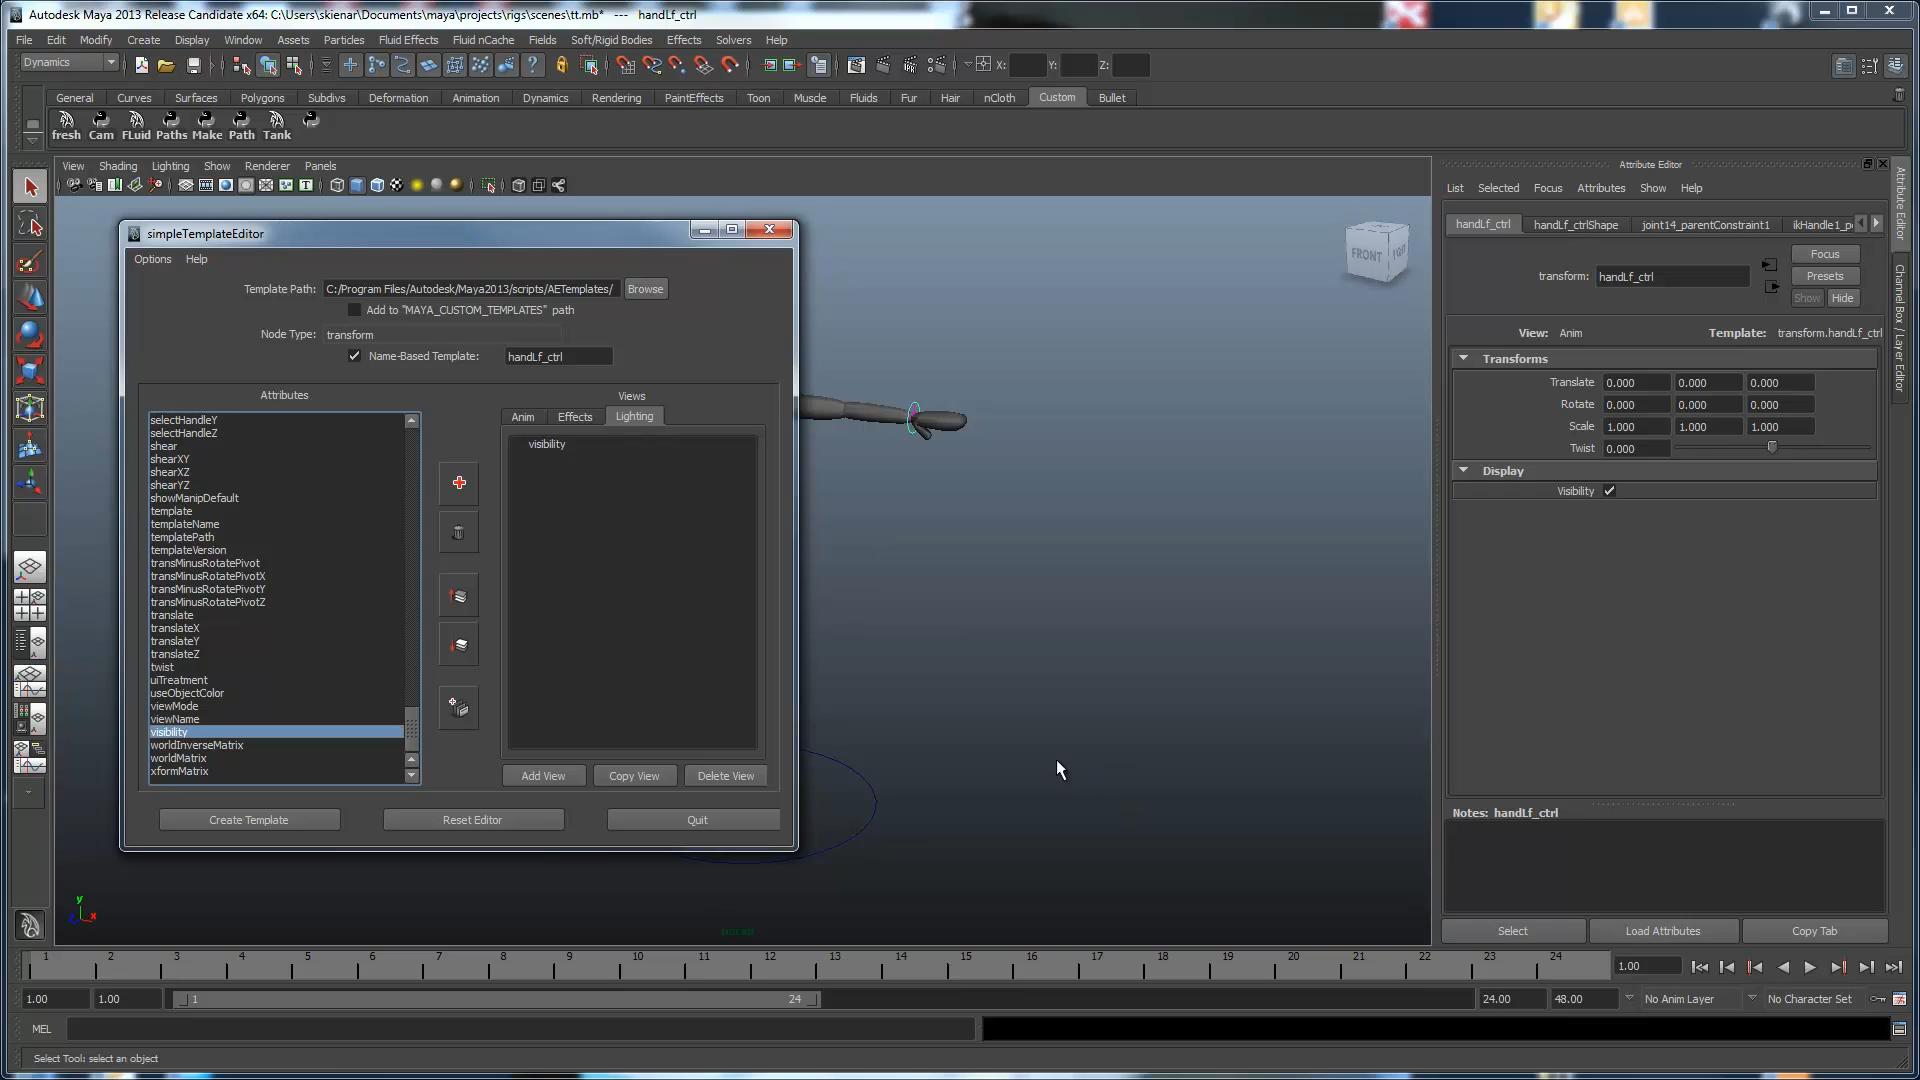 Autodesk Maya 2013 Release Candidate x64: C:\Users\skienar\Documents\maya\projects\rigs\scenes\tt.mb*   ---   handLf_ctrl
File Edit Modify Create Display Window Assets Particles Fluid Effects Fluid nCache Fields Soft/Rigid Bodies Effects Solvers Help
Dynamics X: Y: Z:
General Curves Surfaces Polygons Subdivs Deformation Animation Dynamics Rendering PaintEffects Toon Muscle Fluids Fur Hair nCloth Custom Bullet
fresh Cam FLuid Paths Make Path Tank
View Shading Lighting Show Renderer Panels
FRONT
simpleTemplateEditor
Options Help
Template Path: C:/Program Files/Autodesk/Maya2013/scripts/AETemplates/ Browse
Add to "MAYA_CUSTOM_TEMPLATES" path
Node Type: transform
Name-Based Template: handLf_ctrl
Attributes
selectHandleY
selectHandleZ
shear
shearXY
shearXZ
shearYZ
showManipDefault
template
templateName
templatePath
templateVersion
transMinusRotatePivot
transMinusRotatePivotX
transMinusRotatePivotY
transMinusRotatePivotZ
translate
translateX
translateY
translateZ
twist
uiTreatment
useObjectColor
viewMode
viewName
visibility
worldInverseMatrix
worldMatrix
xformMatrix
Views
Anim Effects Lighting
visibility
Add View Copy View Delete View
Create Template Reset Editor Quit
y
x
Attribute Editor
List Selected Focus Attributes Show Help
handLf_ctrl handLf_ctrlShape joint14_parentConstraint1 ikHandle1_p
transform: handLf_ctrl
Focus
Presets
Show Hide
View: Anim Template: transform.handLf_ctrl
Transforms
Translate 0.000 0.000 0.000
Rotate 0.000 0.000 0.000
Scale 1.000 1.000 1.000
Twist 0.000
Display
Visibility
Notes: handLf_ctrl
Select Load Attributes Copy Tab
Attribute Editor
Channel Box / Layer Editor
1 2 3 4 5 6 7 8 9 10 11 12 13 14 15 16 17 18 19 20 21 22 23 24 1.00
1.00 1.00 1 24 24.00 48.00 No Anim Layer No Character Set
MEL
Select Tool: select an object